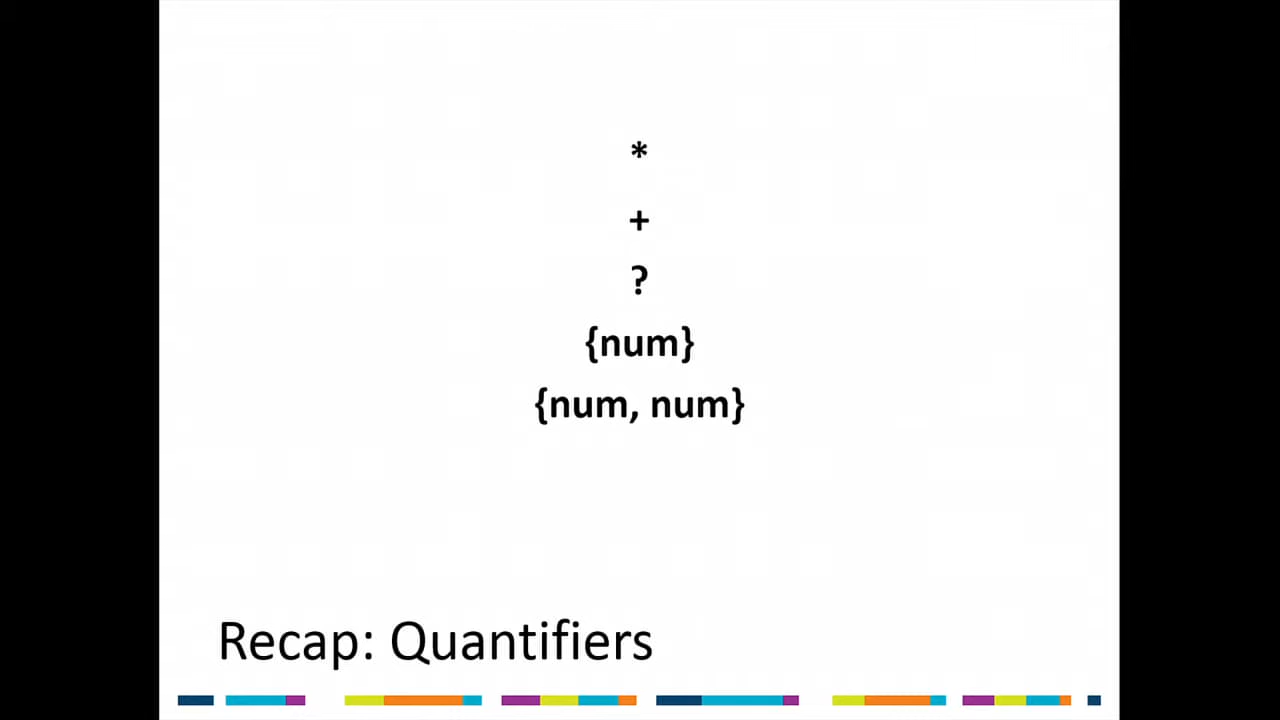 *
+
?
{num}
{num, num}
Recap: Quantifiers